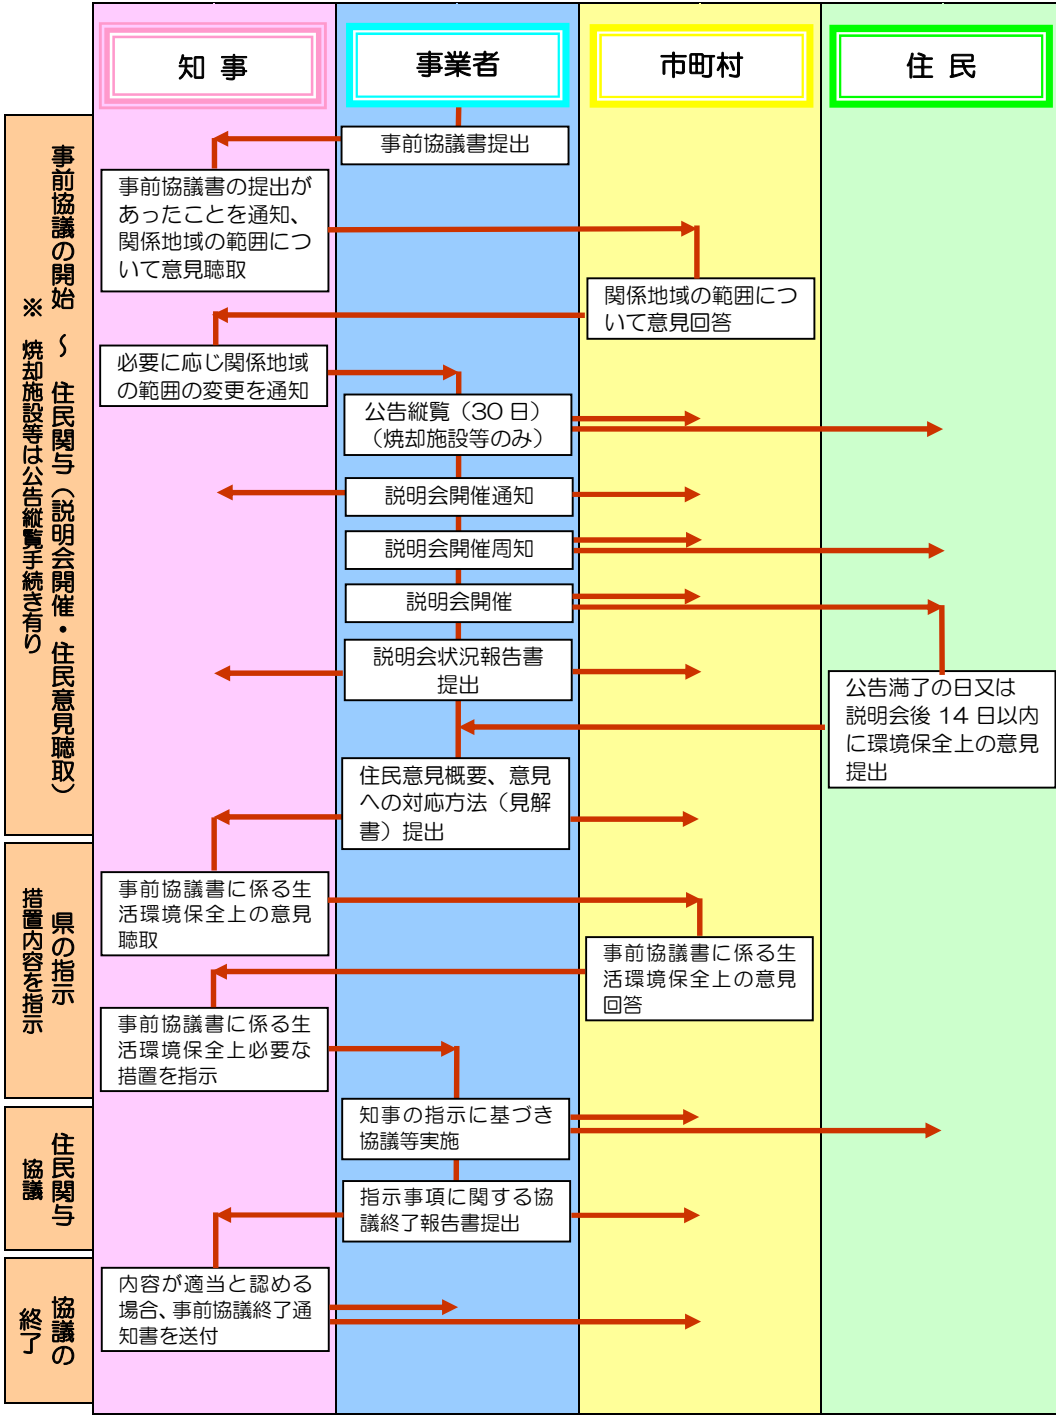 知 事
事業者
市町村
住 民
事前協議の開始 ～ 住民関与（説明会開催・住民意見聴取）
※ 焼却施設等は公告縦覧手続き有り
事前協議書提出
事前協議書の提出が
あったことを通知、
関係地域の範囲につ
いて意見聴取
関係地域の範囲につ
いて意見回答
必要に応じ関係地域
の範囲の変更を通知
公告縦覧（30 日）
（焼却施設等のみ）
説明会開催通知
説明会開催周知
説明会開催
説明会状況報告書
提出
公告満了の日又は
説明会後 14 日以内
に環境保全上の意見
提出
住民意見概要、意見
への対応方法（見解
書）提出
県の指示
措置内容を指示
事前協議書に係る生
活環境保全上の意見
聴取
事前協議書に係る生
活環境保全上の意見
回答
事前協議書に係る生
活環境保全上必要な
措置を指示
住民関与
協議
知事の指示に基づき
協議等実施
指示事項に関する協
議終了報告書提出
協議の
終了
内容が適当と認める
場合、事前協議終了通
知書を送付